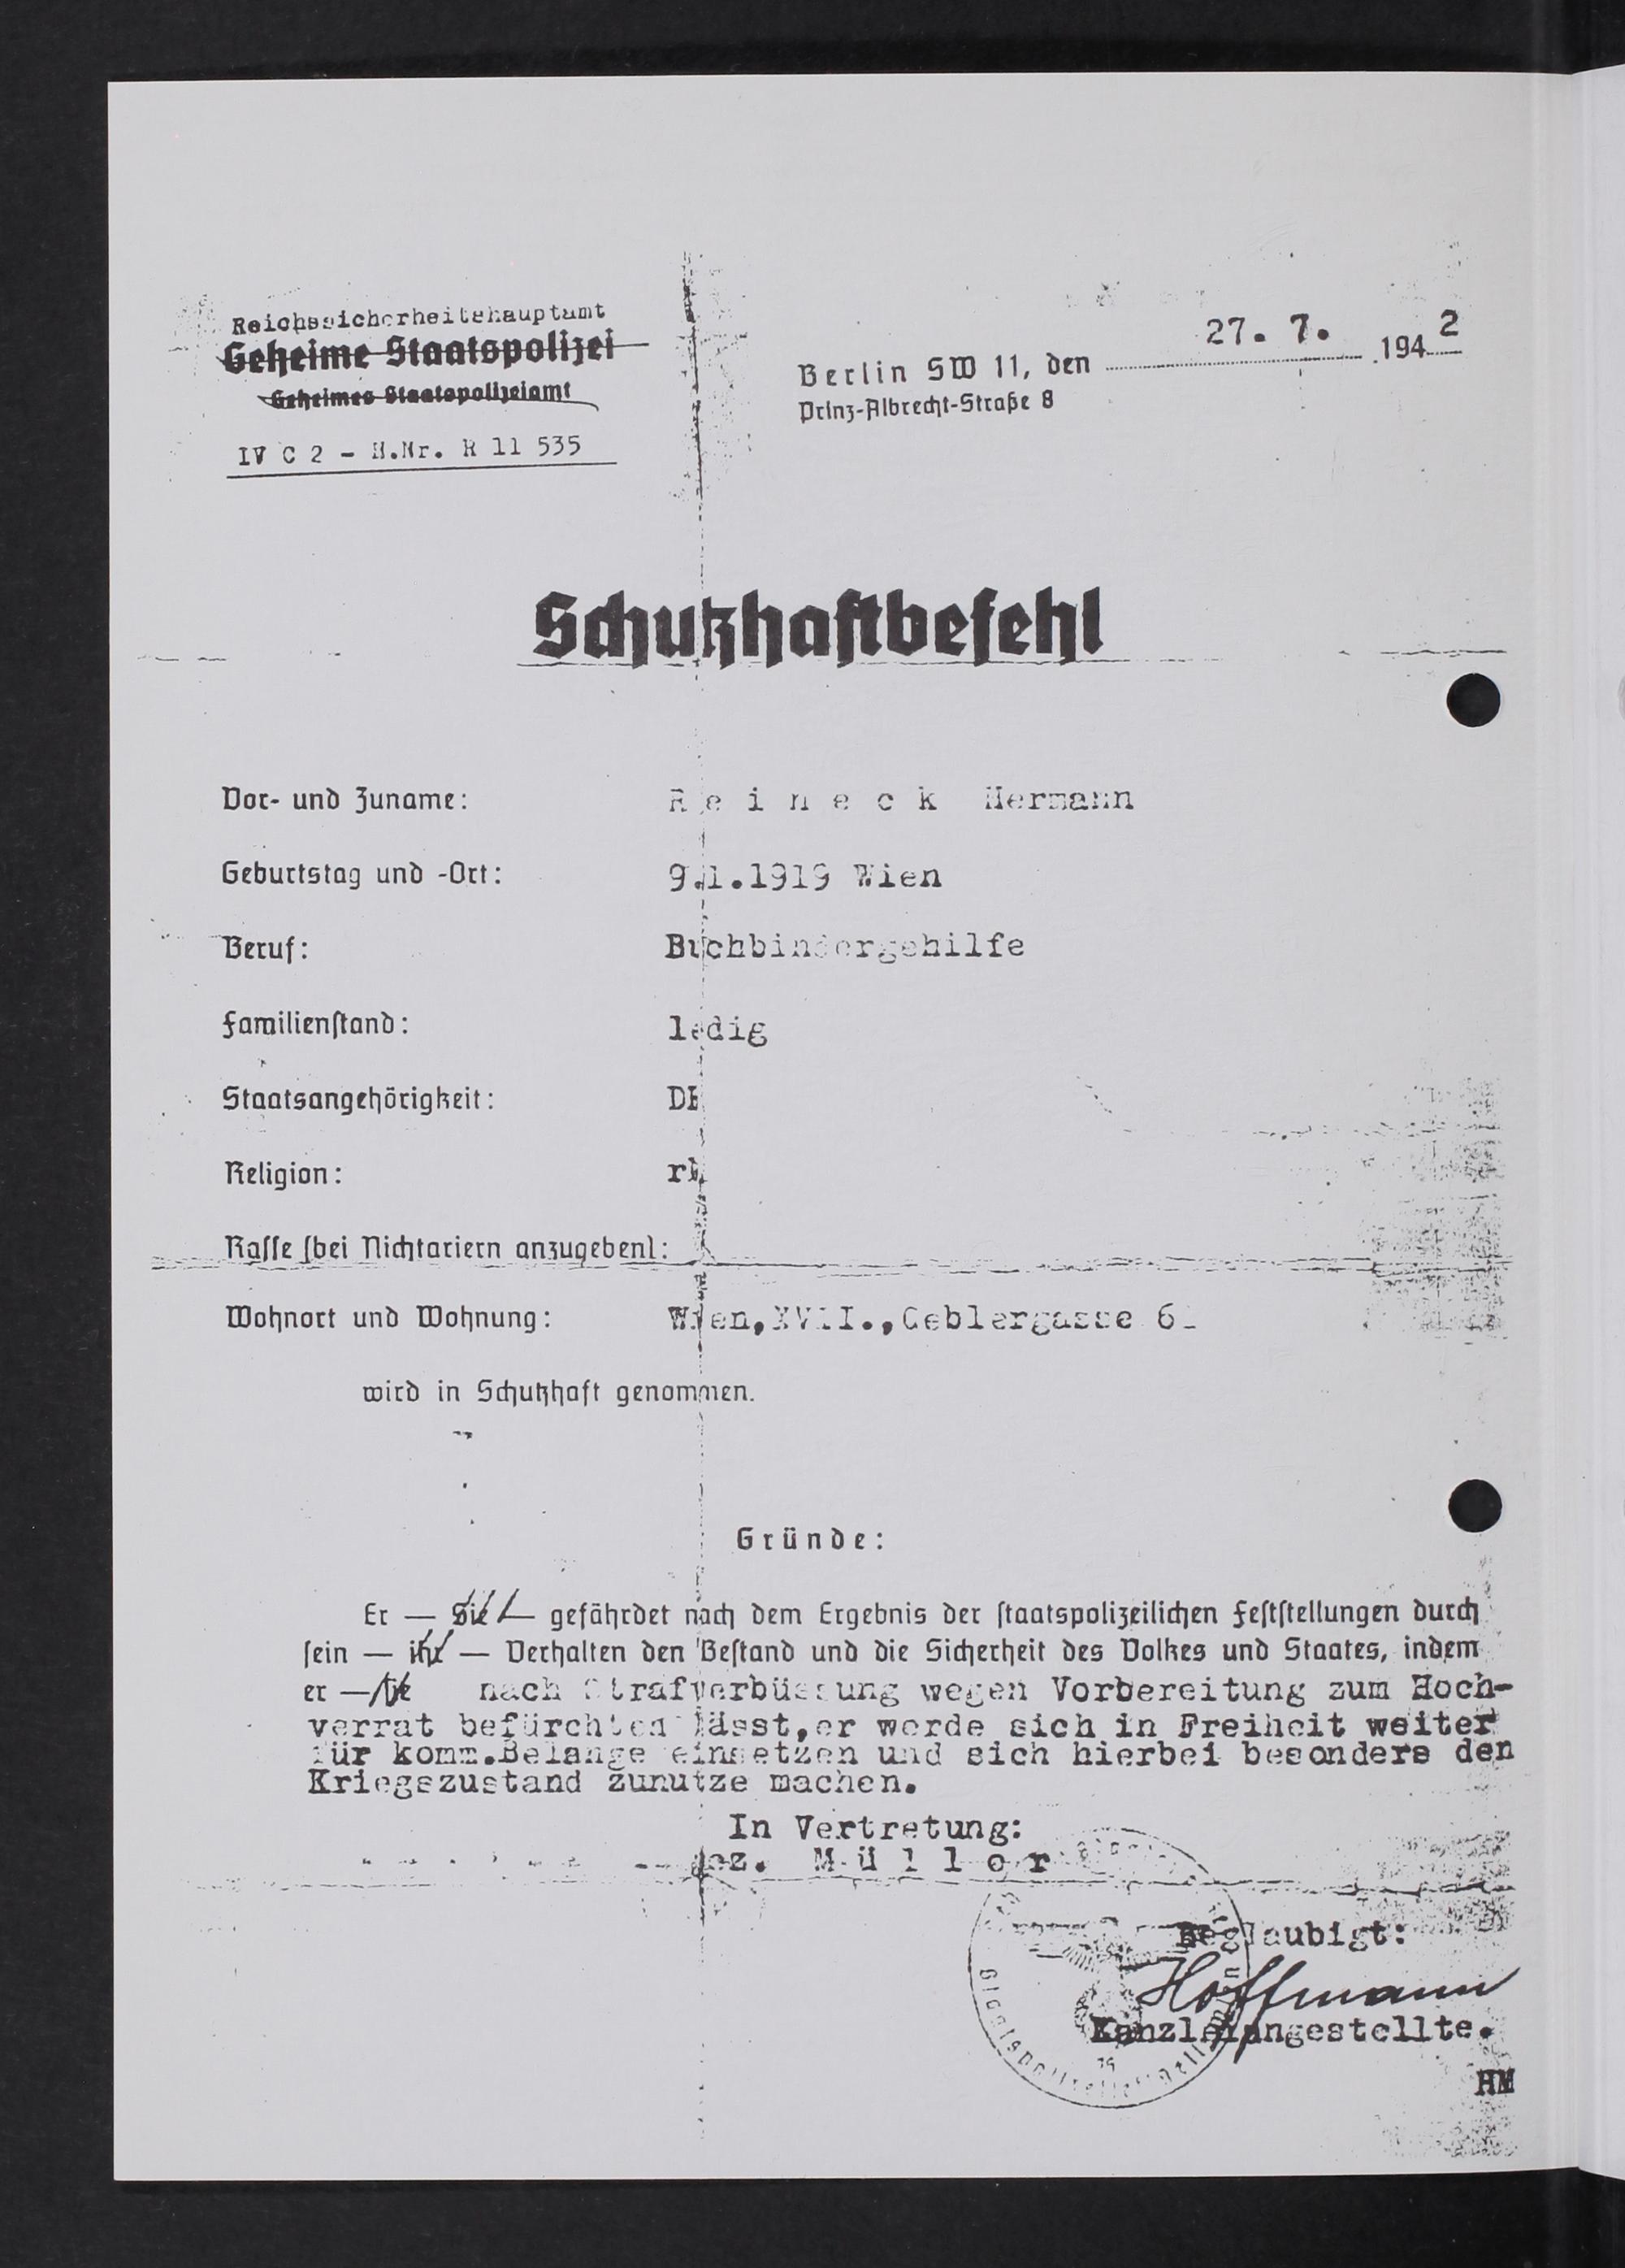 Reichssicherheitshauptamt
Geheime Staatspolizei
Geheimes Staatspolizeiamt
IV C 2 - H.Nr. R 11 535
27. 7. 1942
Berlin SW 11, den
Prinz-Albrecht-Straße 8
Schutzhaftbefehl
Vor- und Zuname: Reineck Hermann
Geburtstag und -Ort: 9.1.1919 Wien
Beruf: Buchbindergehilfe
Familienstand: ledig
Staatsangehörigkeit:
Religion:
Rasse (bei Nichtariern anzugeben):
Wohnort und Wohnung: Wien, XVII., Geblergasse
wird in Schutzhaft genommen.
Gründe:
Er — Sie — gefährdet nach dem Ergebnis der staatspolizeilichen Feststellungen durch
sein — ihr — Verhalten den Bestand und die Sicherheit des Volkes und Staates, indem
er — sie nach Strafverbüssung wegen Vorbereitung zum Hoch-
verrat befürchten lässt, er werde sich in Freiheit weiter
für komm.Belange einsetzen und sich hierbei besonders den
Kriegszustand zunutze machen.
In Vertretung:
gez. Müller
Beglaubigt:
Hoffmann
Kanzleiangestellte.
HM